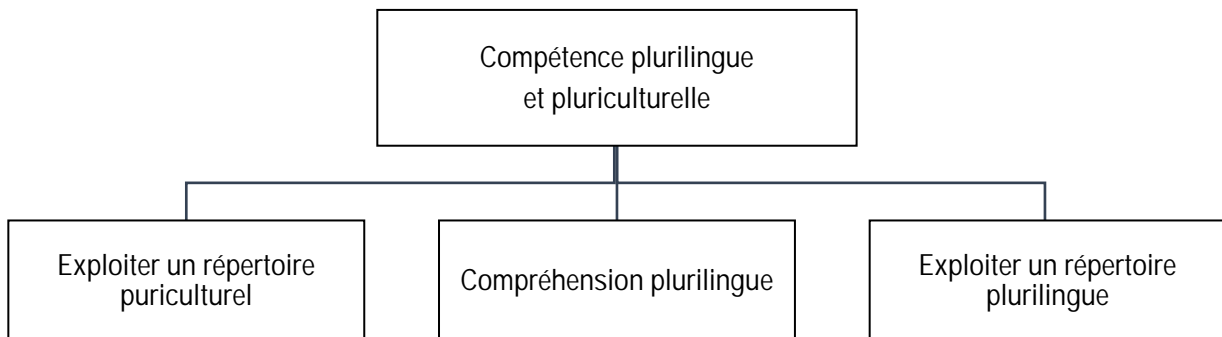 Compétence plurilingue
et pluriculturelle
Exploiter un répertoire
puriculturel
Compréhension plurilingue
Exploiter un répertoire
plurilingue